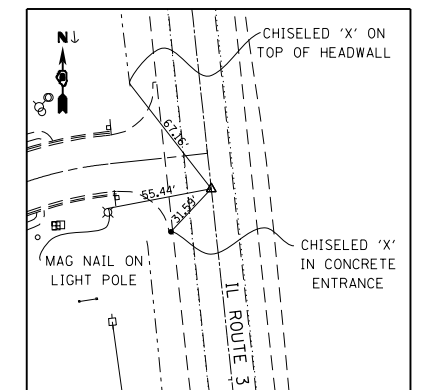 CHISELED 'X' ON
TOP OF HEADWALL
N
67.16'
55.44'
31.59'
MAG NAIL ON
LIGHT POLE
CHISELED 'X'
IN CONCRETE
ENTRANCE
IL ROUTE 3